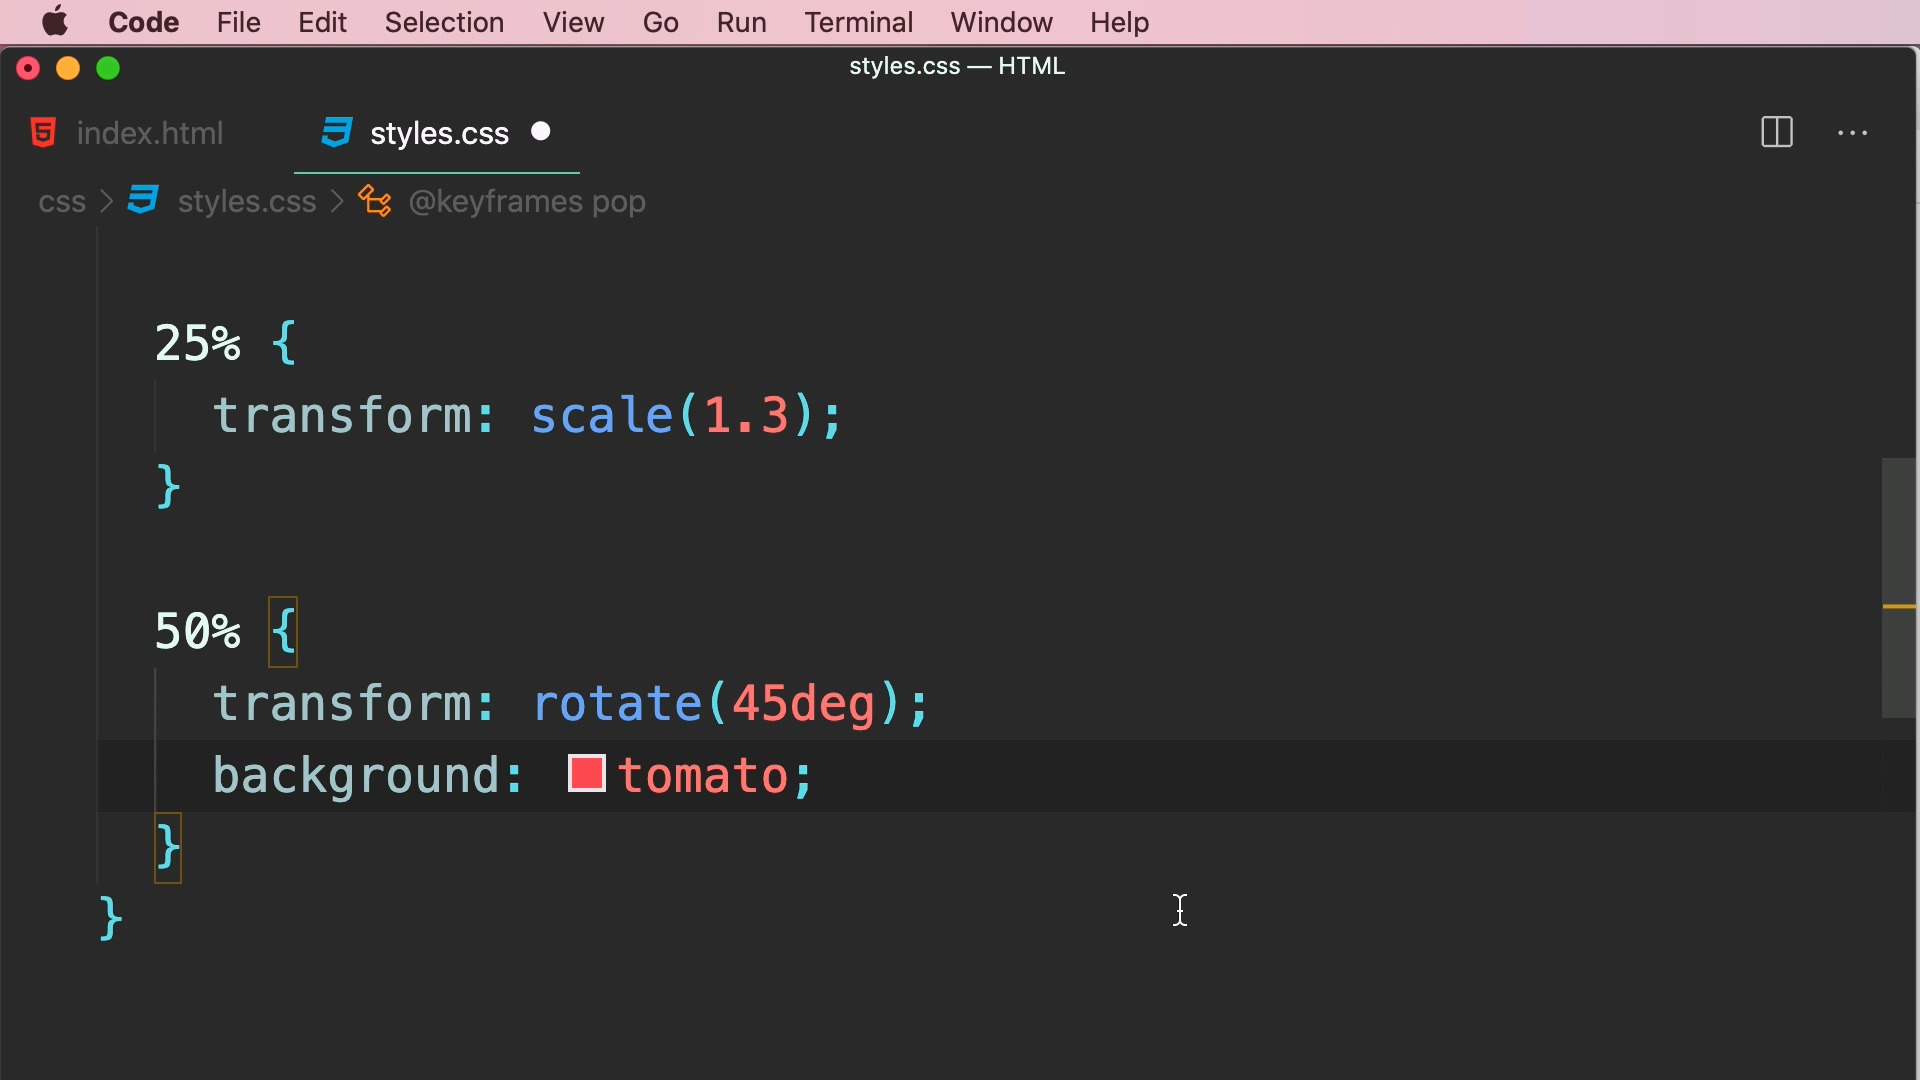 Code File Edit Selection View Go Run Terminal Window Help
styles.css — HTML
index.html styles.css
css > styles.css > @keyframes pop
25% {
transform: scale(1.3);
}
50% {
transform: rotate(45deg);
background: tomato;
}
}